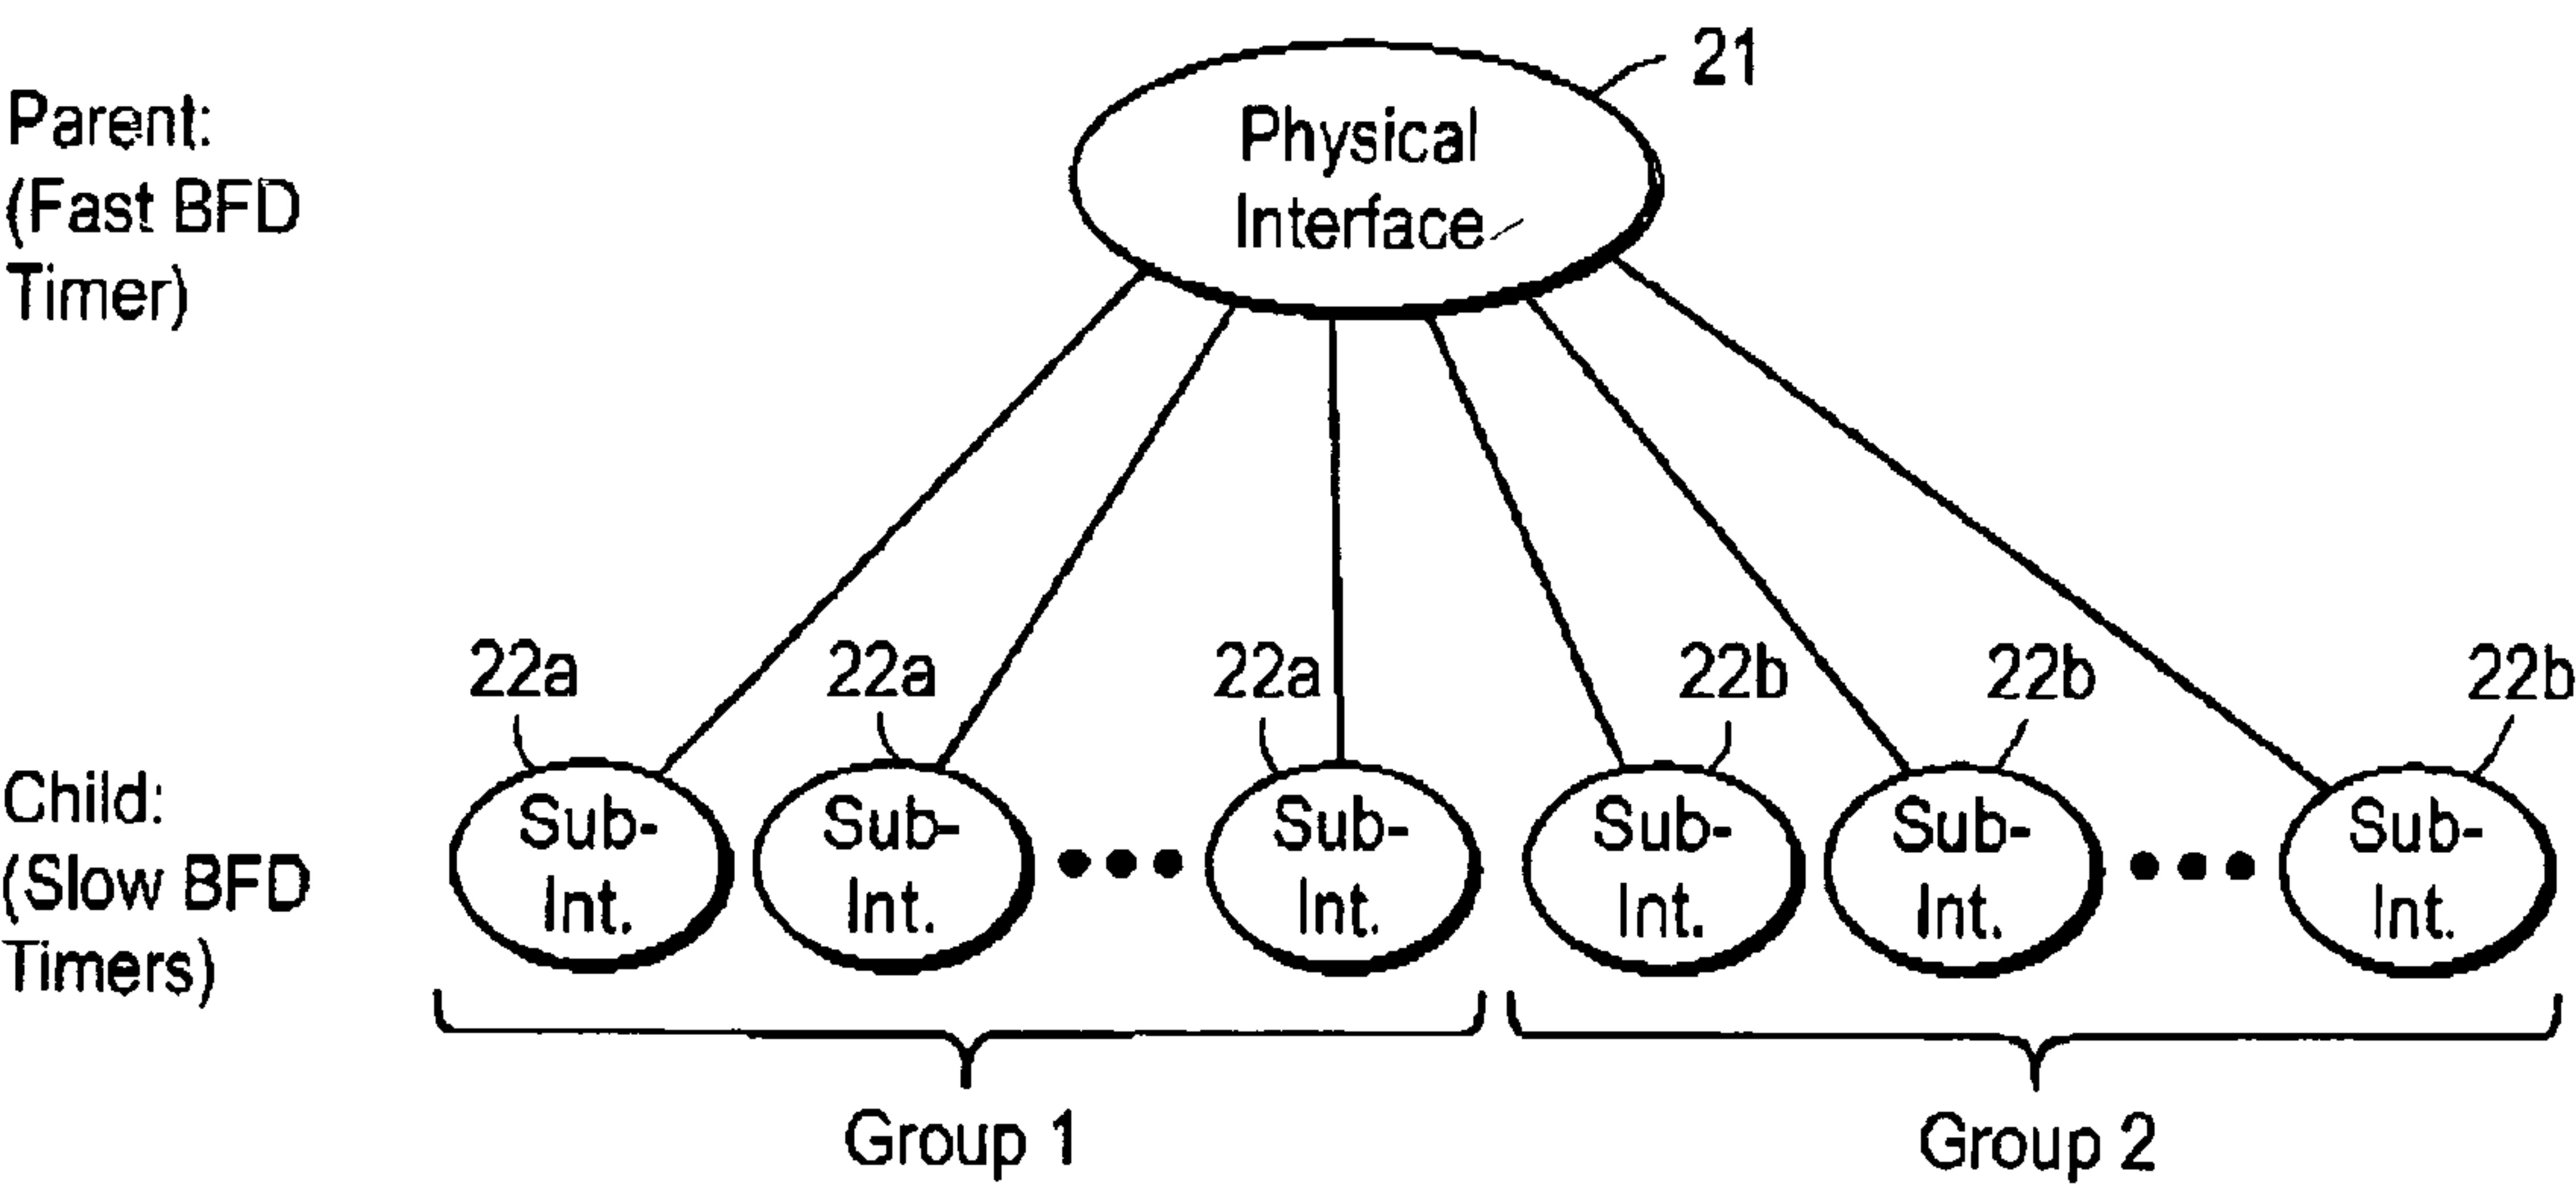 21
Parent:
(Fast BFD
Timer)
Physical
Interface
22a
22a
22a
22b
22b
22b
Child:
(Slow BFD
Timers)
Sub-
Int.
Sub-
Int.
Sub-
Int.
Sub-
Int.
Sub-
Int.
Sub-
Int.
Group 1
Group 2